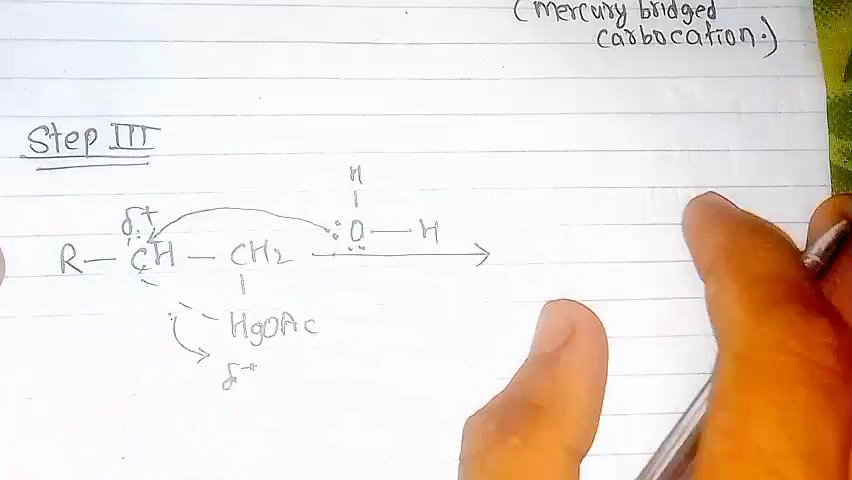 (mercury bridged
carbocation.)
Step III
H
δ+
:O — H
R — CH — CH2
HgOAc
δ+